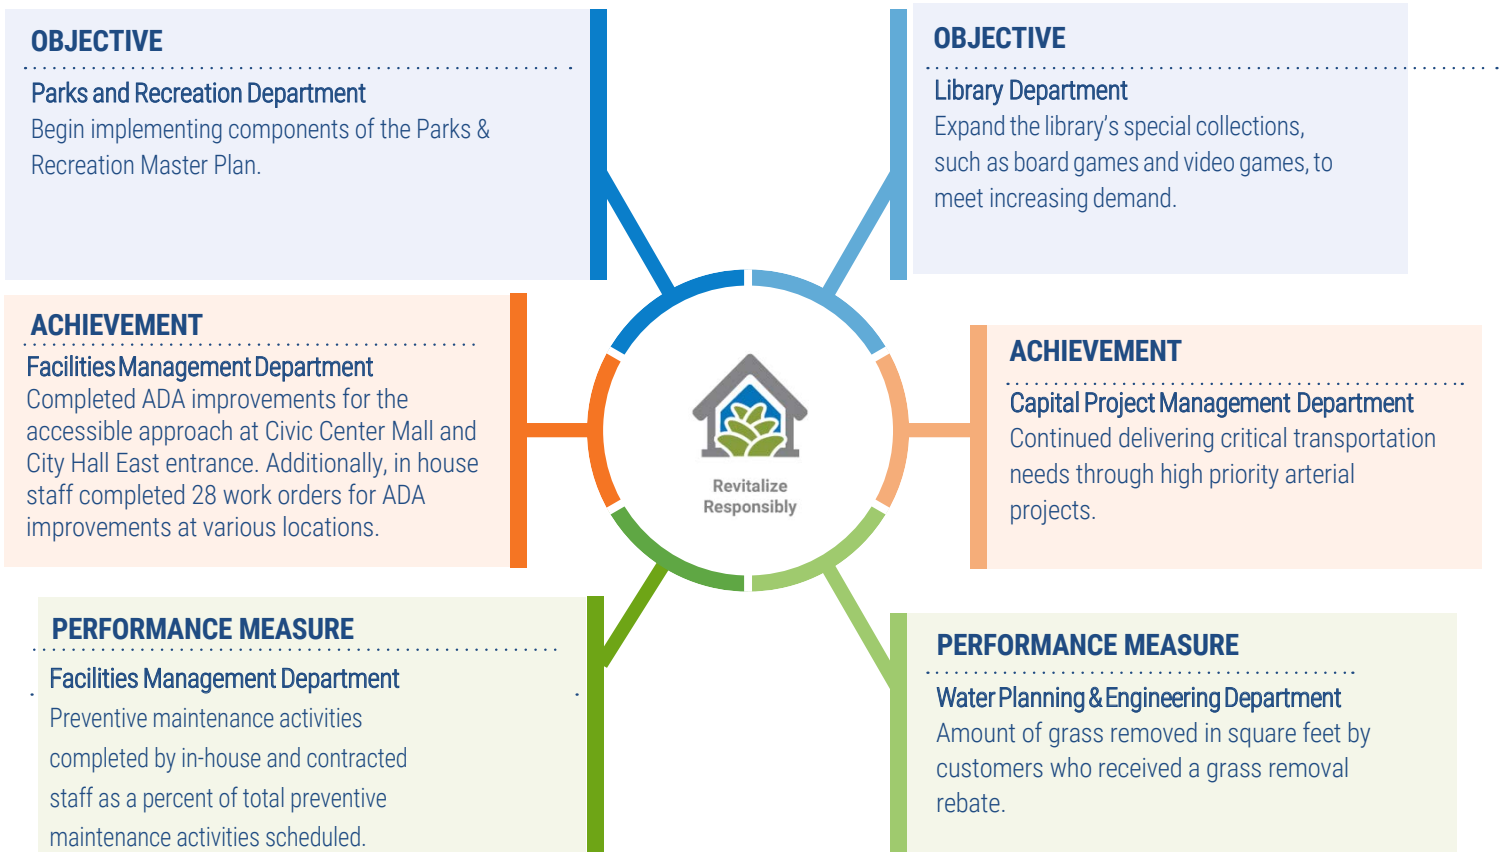 OBJECTIVE
Parks and Recreation Department
Begin implementing components of the Parks &
Recreation Master Plan.
OBJECTIVE
Library Department
Expand the library's special collections,
such as board games and video games, to
meet increasing demand.
ACHIEVEMENT
Facilities Management Department
Completed ADA improvements for the
accessible approach at Civic Center Mall and
City Hall East entrance. Additionally, in house
staff completed 28 work orders for ADA
improvements at various locations.
Revitalize
Responsibly
ACHIEVEMENT
Capital Project Management Department
Continued delivering critical transportation
needs through high priority arterial
projects.
PERFORMANCE MEASURE
Facilities Management Department
Preventive maintenance activities
completed by in-house and contracted
staff as a percent of total preventive
maintenance activities scheduled.
PERFORMANCE MEASURE
Water Planning & Engineering Department
Amount of grass removed in square feet by
customers who received a grass removal
rebate.